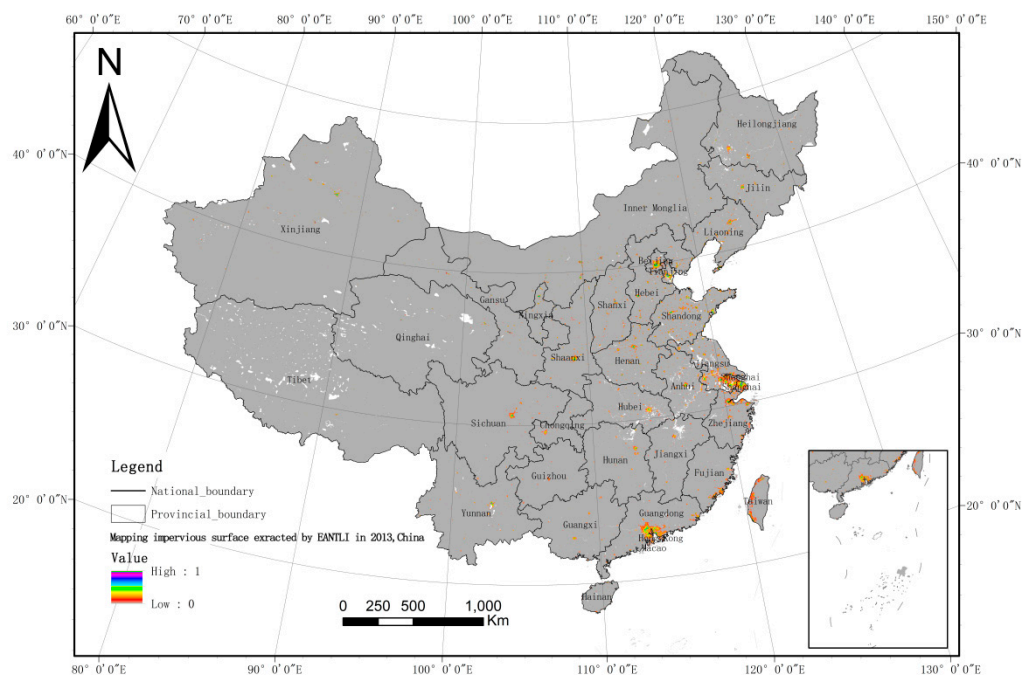 60° 0'0"E 70° 0'0"E 80° 0'0"E 90° 0'0"E 100° 0'0"E 110° 0'0"E 120° 0'0"E 130° 0'0"E 140° 0'0"E 150° 0'0"E
N
Heilongjiang
40° 0'0"N
40° 0'0"N
Jilin
Inner Monglia
Xinjiang
Liaoning
Beijing
Tianjing
Gansu
Hebei
Shanxi
Ningxia
Shandong
30° 0'0"N
30° 0'0"N
Qinghai
Shaanxi
Henan
Jiangsu
Tibet
Anhui
Shanghai
Hubei
Sichuan
Chongqing
Zhejiang
Legend
Hunan
Jiangxi
Guizhou
Fujian
National_boundary
20° 0'0"N
20° 0'0"N
Provincial_boundary
Yunnan
Guangxi
Guangdong
Taiwan
Mapping impervious surface exracted by EANTLI in 2013,China
Hong Kong
Macao
Value
High : 1
Low : 0
Hainan
0 250 500 1,000
Km
80° 0'0"E 90° 0'0"E 100° 0'0"E 110° 0'0"E 120° 0'0"E 130° 0'0"E